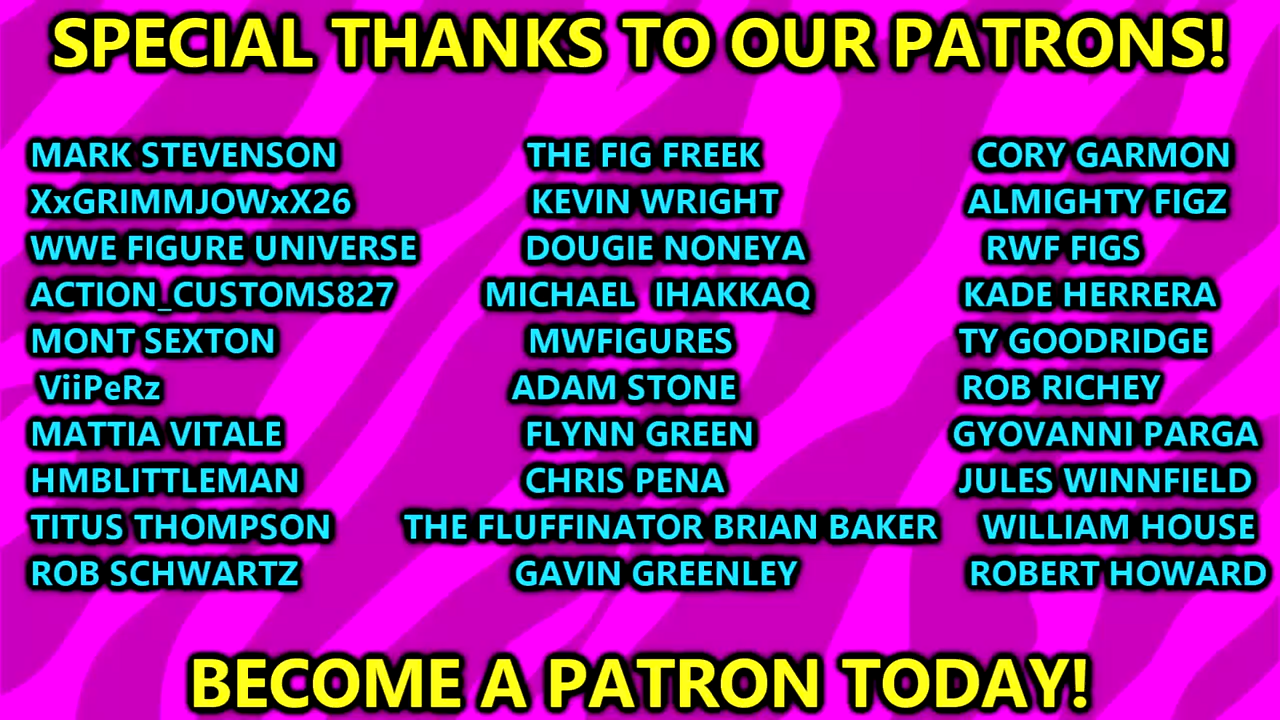 SPECIAL THANKS TO OUR PATRONS!
MARK STEVENSON THE FIG FREEK CORY GARMON
XxGRIMMJOWxX26 KEVIN WRIGHT ALMIGHTY FIGZ
WWE FIGURE UNIVERSE DOUGIE NONEYA RWF FIGS
ACTION_CUSTOMS827 MICHAEL IHAKKAQ KADE HERRERA
MONT SEXTON MWFIGURES TY GOODRIDGE
ViiPeRz ADAM STONE ROB RICHEY
MATTIA VITALE FLYNN GREEN GYOVANNI PARGA
HMBLITTLEMAN CHRIS PENA JULES WINNFIELD
TITUS THOMPSON THE FLUFFINATOR BRIAN BAKER WILLIAM HOUSE
ROB SCHWARTZ GAVIN GREENLEY ROBERT HOWARD
BECOME A PATRON TODAY!